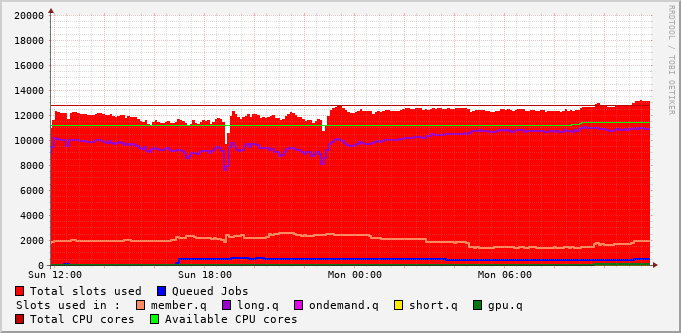 20000
18000
16000
14000
12000
10000
8000
6000
4000
2000
0
Sun 12:00 Sun 18:00 Mon 00:00 Mon 06:00
Total slots used Queued Jobs
Slots used in : member.q long.q ondemand.q short.q gpu.q
Total CPU cores Available CPU cores
RRDTOOL / TOBI OETIKER